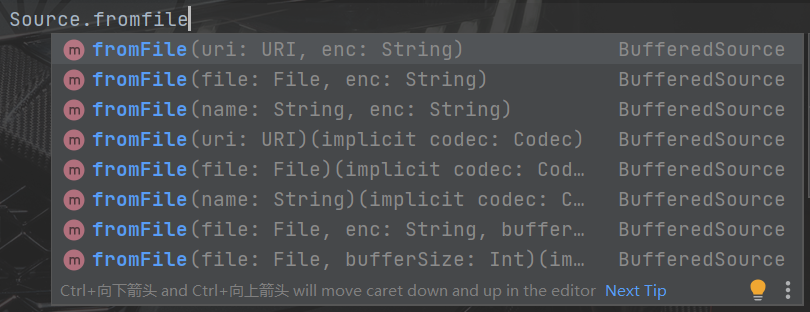 Source.fromfile
m fromFile(uri: URI, enc: String) BufferedSource
m fromFile(file: File, enc: String) BufferedSource
m fromFile(name: String, enc: String) BufferedSource
m fromFile(uri: URI)(implicit codec: Codec) BufferedSource
m fromFile(file: File)(implicit codec: Cod… BufferedSource
m fromFile(name: String)(implicit codec: C… BufferedSource
m fromFile(file: File, enc: String, buffer… BufferedSource
m fromFile(file: File, bufferSize: Int)(im… BufferedSource
Ctrl+向下箭头 and Ctrl+向上箭头 will move caret down and up in the editor Next Tip